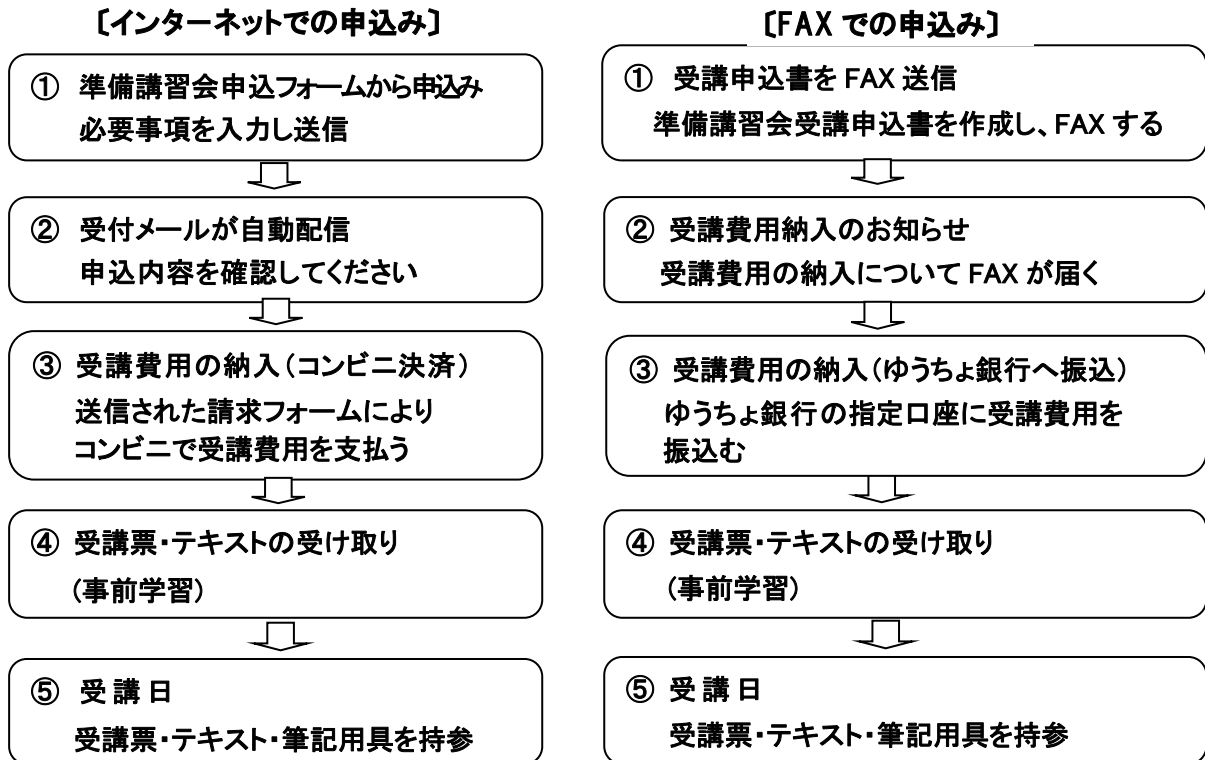 〔インターネットでの申込み〕
① 準備講習会申込フォームから申込み
必要事項を入力し送信
② 受付メールが自動配信
申込内容を確認してください
③ 受講費用の納入（コンビニ決済）
送信された請求フォームにより
コンビニで受講費用を支払う
④ 受講票・テキストの受け取り
(事前学習)
⑤ 受 講 日
受講票・テキスト・筆記用具を持参
〔FAX での申込み〕
① 受講申込書を FAX 送信
準備講習会受講申込書を作成し、FAX する
② 受講費用納入のお知らせ
受講費用の納入について FAX が届く
③ 受講費用の納入(ゆうちょ銀行へ振込)
ゆうちょ銀行の指定口座に受講費用を
振込む
④ 受講票・テキストの受け取り
(事前学習)
⑤ 受 講 日
受講票・テキスト・筆記用具を持参